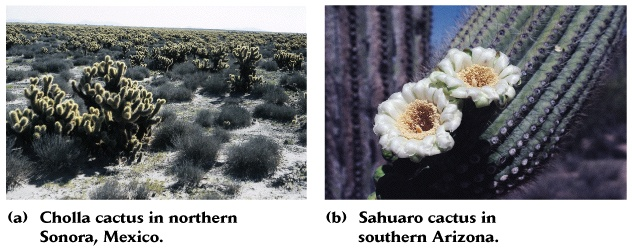 (a) Cholla cactus in northern
Sonora, Mexico.
(b) Sahuaro cactus in
southern Arizona.